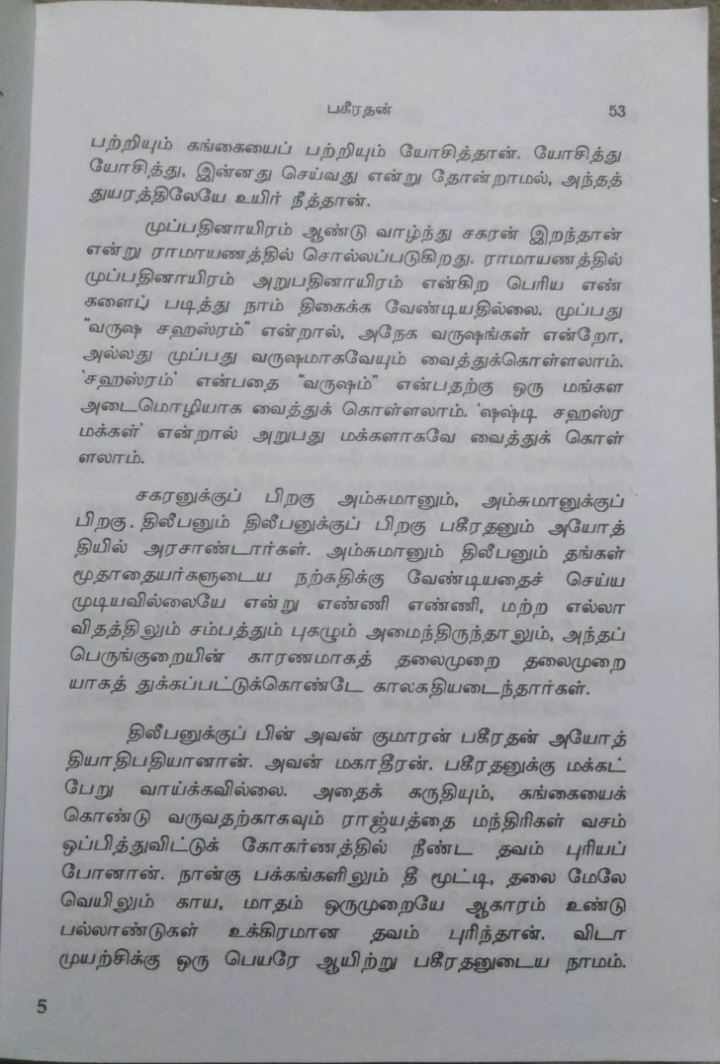 பகீரதன் 53
பற்றியும் கங்கையைப் பற்றியும் யோசித்தான். யோசித்து
யோசித்து, இன்னது செய்வது என்று தோன்றாமல், அந்தத்
துயரத்திலேயே உயிர் நீத்தான்.
முப்பதினாயிரம் ஆண்டு வாழ்ந்து சகரன் இறந்தான்
என்று ராமாயணத்தில் சொல்லப்படுகிறது. ராமாயணத்தில்
முப்பதினாயிரம் அறுபதினாயிரம் என்கிற பெரிய எண்
களைப் படித்து நாம் திகைக்க வேண்டியதில்லை. முப்பது
"வருஷ சஹஸ்ரம்" என்றால், அநேக வருஷங்கள் என்றோ,
அல்லது முப்பது வருஷமாகவேயும் வைத்துக்கொள்ளலாம்.
'சஹஸ்ரம்' என்பதை "வருஷம்" என்பதற்கு ஒரு மங்கள
அடைமொழியாக வைத்துக் கொள்ளலாம். 'ஷஷ்டி சஹஸ்ர
மக்கள்' என்றால் அறுபது மக்களாகவே வைத்துக் கொள்
ளலாம்.
சகரனுக்குப் பிறகு அம்சுமானும், அம்சுமானுக்குப்
பிறகு. திலீபனும் திலீபனுக்குப் பிறகு பகீரதனும் அயோத்
தியில் அரசாண்டார்கள். அம்சுமானும் திலீபனும் தங்கள்
மூதாதையர்களுடைய நற்கதிக்கு வேண்டியதைச் செய்ய
முடியவில்லையே என்று எண்ணி எண்ணி, மற்ற எல்லா
விதத்திலும் சம்பத்தும் புகழும் அமைந்திருந்தாலும், அந்தப்
பெருங்குறையின் காரணமாகத் தலைமுறை தலைமுறை
யாகத் துக்கப்பட்டுக்கொண்டே காலகதியடைந்தார்கள்.
திலீபனுக்குப் பின் அவன் குமாரன் பகீரதன் அயோத்
தியாதிபதியானான். அவன் மகாதீரன். பகீரதனுக்கு மக்கட்
பேறு வாய்க்கவில்லை. அதைக் கருதியும், கங்கையைக்
கொண்டு வருவதற்காகவும் ராஜ்யத்தை மந்திரிகள் வசம்
ஒப்பித்துவிட்டுக் கோகர்ணத்தில் நீண்ட தவம் புரியப்
போனான். நான்கு பக்கங்களிலும் தீ மூட்டி, தலை மேலே
வெயிலும் காய, மாதம் ஒருமுறையே ஆகாரம் உண்டு
பல்லாண்டுகள் உக்கிரமான தவம் புரிந்தான். விடா
முயற்சிக்கு ஒரு பெயரே ஆயிற்று பகீரதனுடைய நாமம்.
5